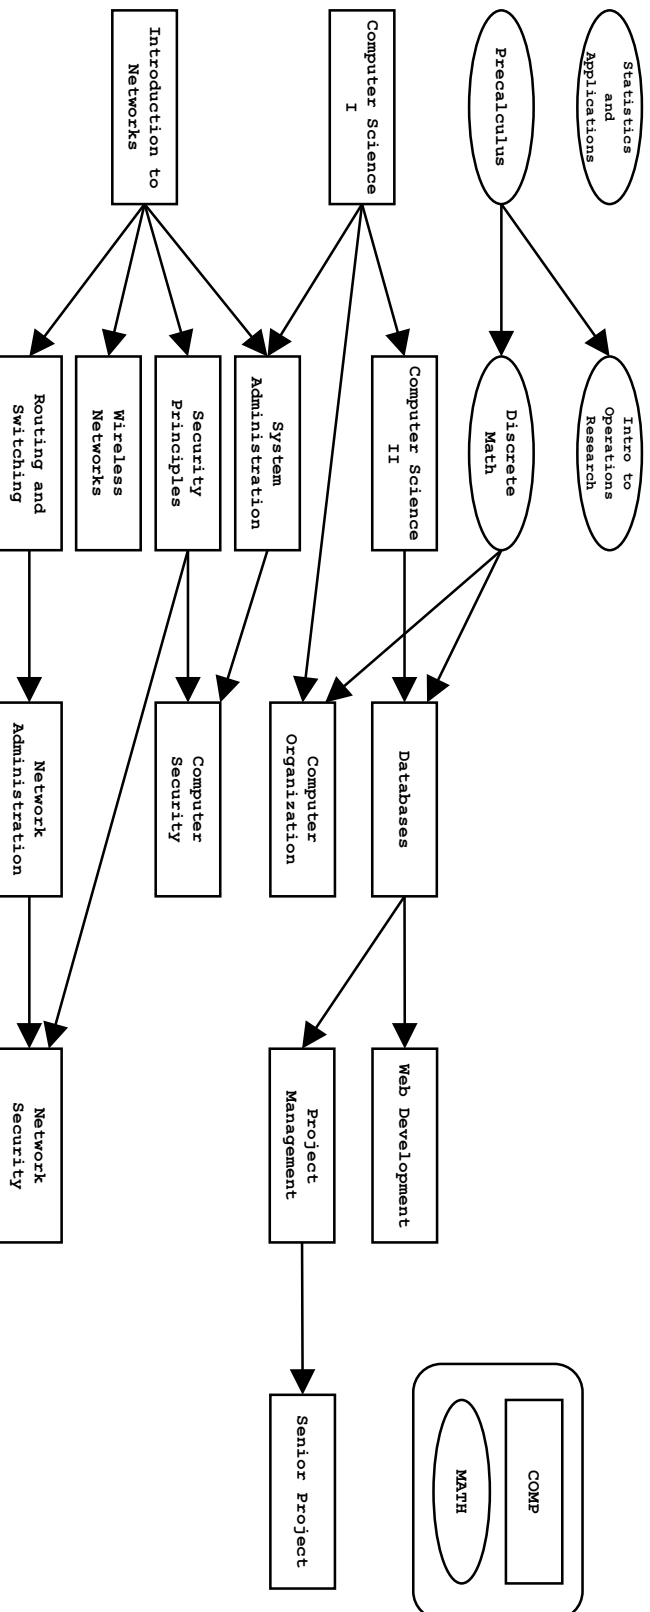 Statistics
and
Applications
Intro to
Operations
Research
Precalculus
Discrete
Math
COMP
MATH
Computer Science
I
Computer Science
II
Databases
Web Development
System
Administration
Computer
Organization
Project
Management
Senior Project
Introduction to
Networks
Security
Principles
Computer
Security
Wireless
Networks
Routing and
Switching
Network
Administration
Network
Security